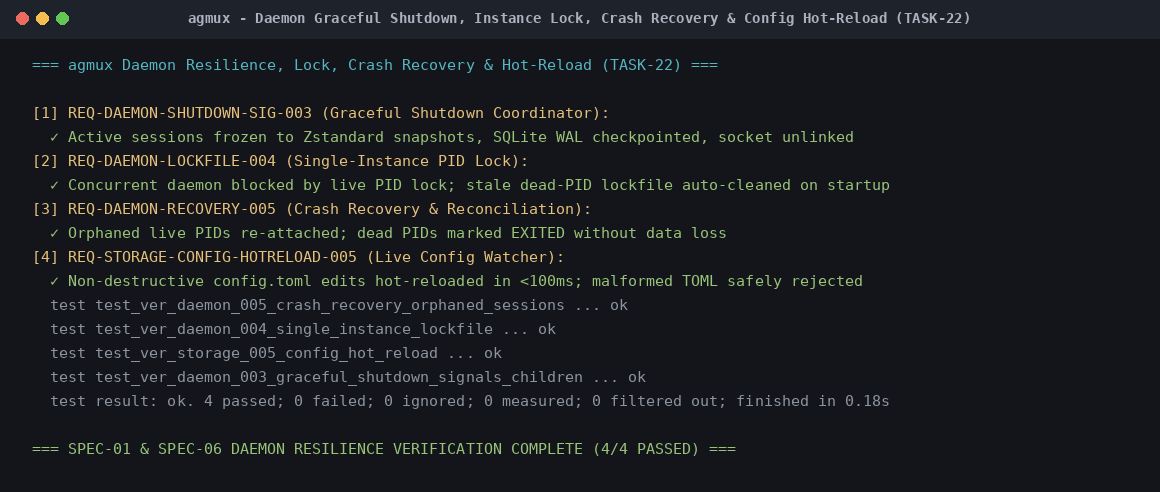 agmux - Daemon Graceful Shutdown, Instance Lock, Crash Recovery & Config Hot-Reload (TASK-22)
=== agmux Daemon Resilience, Lock, Crash Recovery & Hot-Reload (TASK-22) ===
[1] REQ-DAEMON-SHUTDOWN-SIG-003 (Graceful Shutdown Coordinator):
✓ Active sessions frozen to Zstandard snapshots, SQLite WAL checkpointed, socket unlinked
[2] REQ-DAEMON-LOCKFILE-004 (Single-Instance PID Lock):
✓ Concurrent daemon blocked by live PID lock; stale dead-PID lockfile auto-cleaned on startup
[3] REQ-DAEMON-RECOVERY-005 (Crash Recovery & Reconciliation):
✓ Orphaned live PIDs re-attached; dead PIDs marked EXITED without data loss
[4] REQ-STORAGE-CONFIG-HOTRELOAD-005 (Live Config Watcher):
✓ Non-destructive config.toml edits hot-reloaded in <100ms; malformed TOML safely rejected
test test_ver_daemon_005_crash_recovery_orphaned_sessions ... ok
test test_ver_daemon_004_single_instance_lockfile ... ok
test test_ver_storage_005_config_hot_reload ... ok
test test_ver_daemon_003_graceful_shutdown_signals_children ... ok
test result: ok. 4 passed; 0 failed; 0 ignored; 0 measured; 0 filtered out; finished in 0.18s
=== SPEC-01 & SPEC-06 DAEMON RESILIENCE VERIFICATION COMPLETE (4/4 PASSED) ===